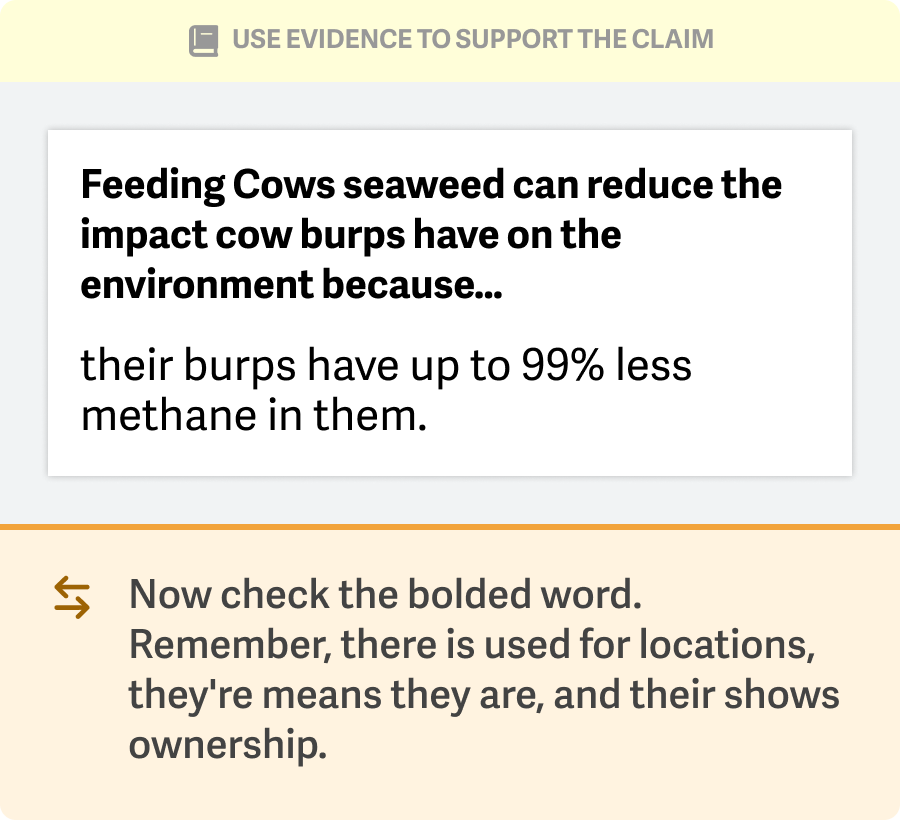 USE EVIDENCE TO SUPPORT THE CLAIM
Feeding Cows seaweed can reduce the
impact cow burps have on the
environment because...
their burps have up to 99% less
methane in them.
Now check the bolded word.
Remember, there is used for locations,
they're means they are, and their shows
ownership.